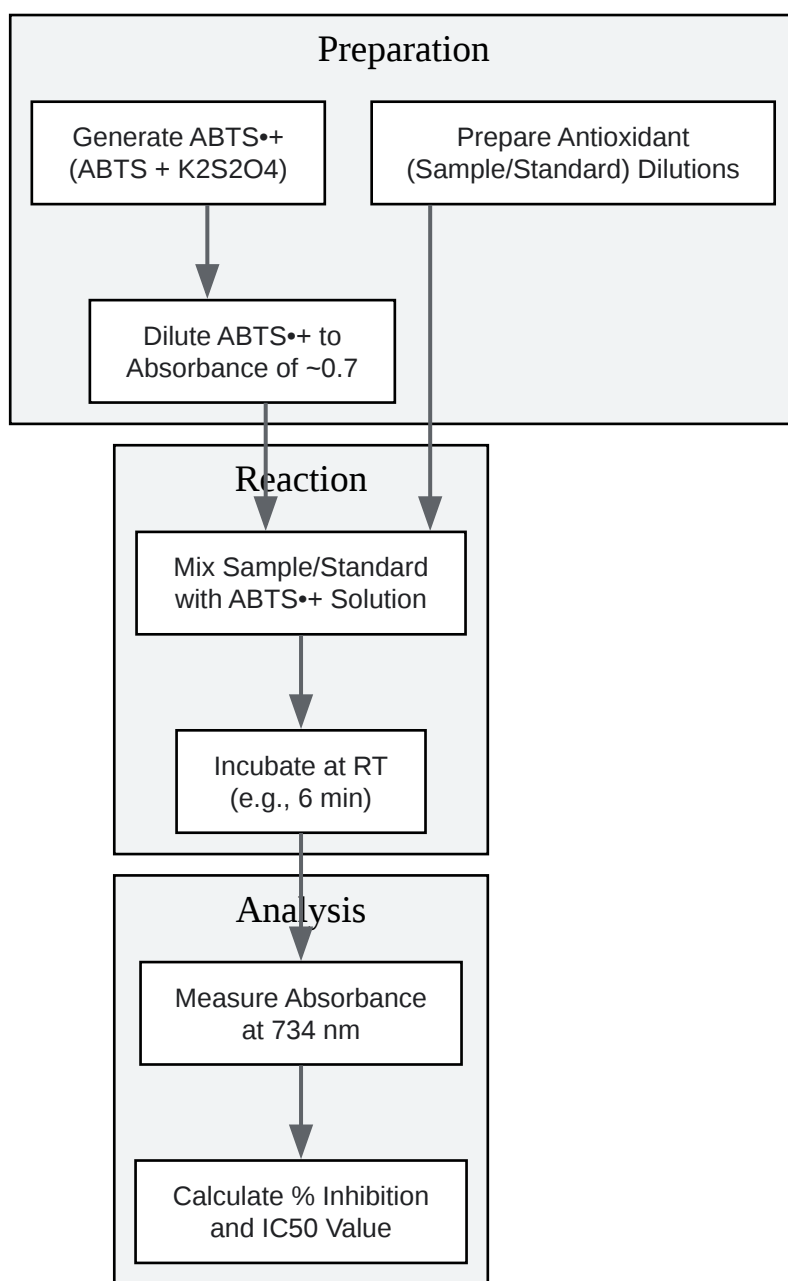 Preparation
Generate ABTS•+
(ABTS + K2S2O4)
Prepare Antioxidant
(Sample/Standard) Dilutions
Dilute ABTS•+ to
Absorbance of ~0.7
Reaction
Mix Sample/Standard
with ABTS•+ Solution
Incubate at RT
(e.g., 6 min)
Analysis
Measure Absorbance
at 734 nm
Calculate % Inhibition
and IC50 Value